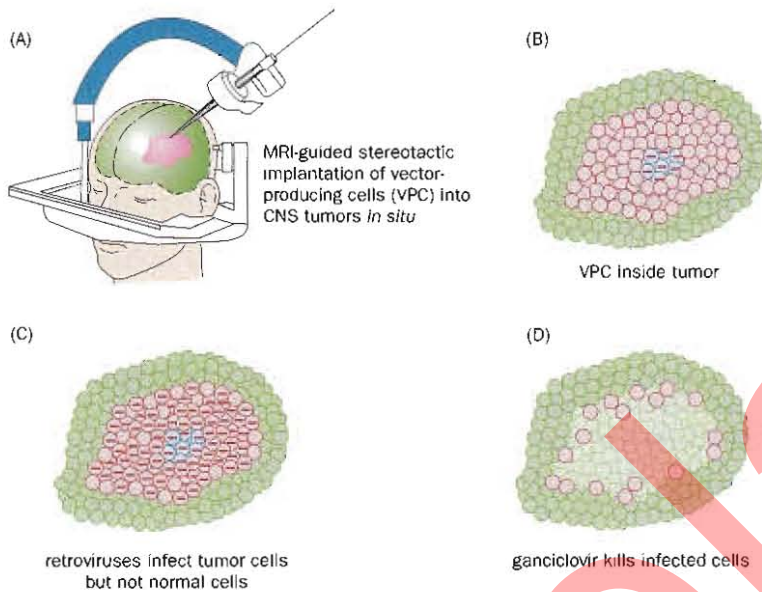 (A)
MRI-guided stereotactic
implantation of vector-
producing cells (VPC) into
CNS tumors in situ
(B)
VPC inside tumor
(C)
retroviruses infect tumor cells
but not normal cells
(D)
ganciclovir kills infected cells